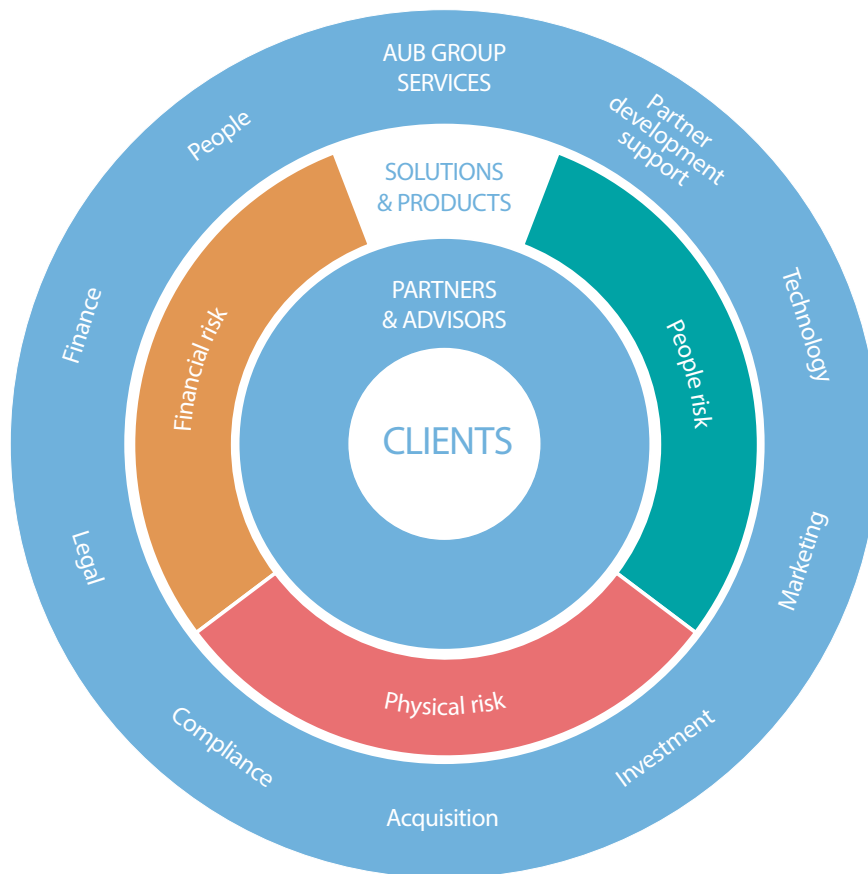 AUB GROUP
SERVICES
Partner
development
support
Technology
Marketing
Investment
Acquisition
Compliance
Legal
Finance
People
SOLUTIONS
& PRODUCTS
People risk
Physical risk
Financial risk
PARTNERS
& ADVISORS
CLIENTS